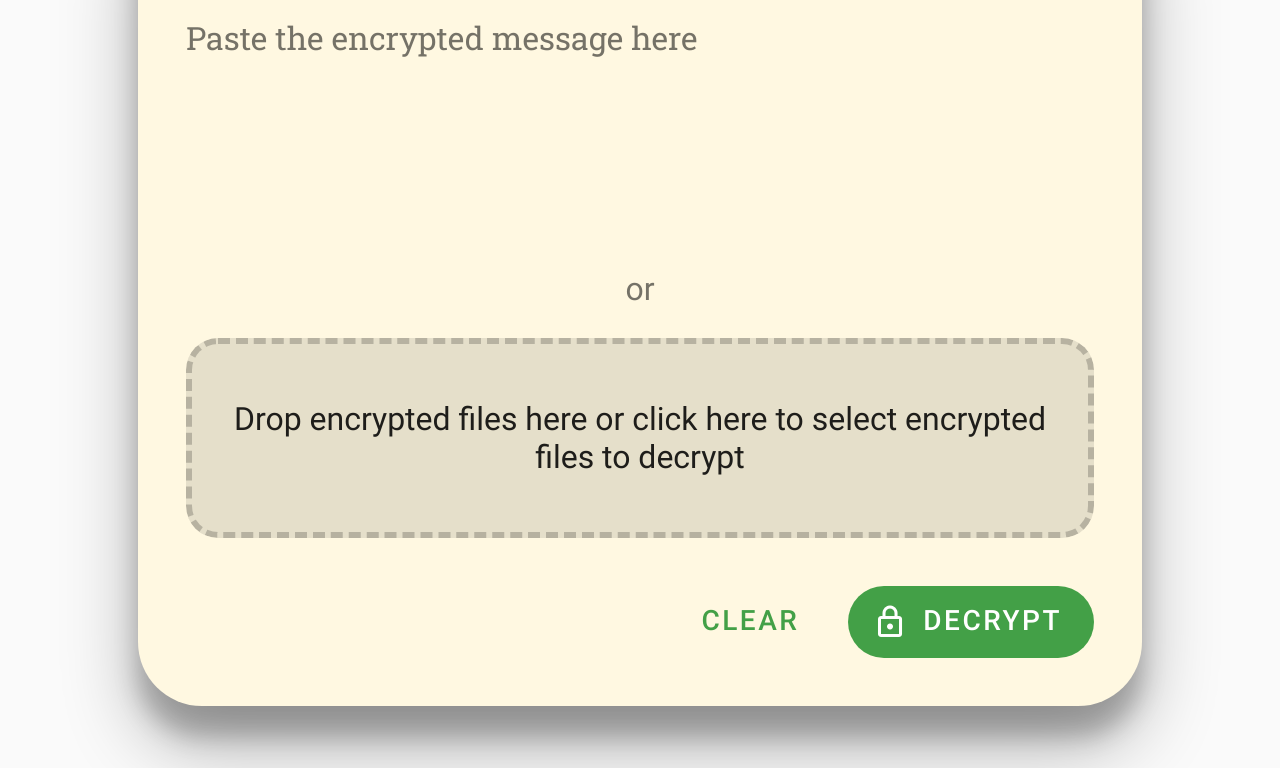 Paste the encrypted message here
or
Drop encrypted files here or click here to select encrypted
files to decrypt
CLEAR
DECRYPT